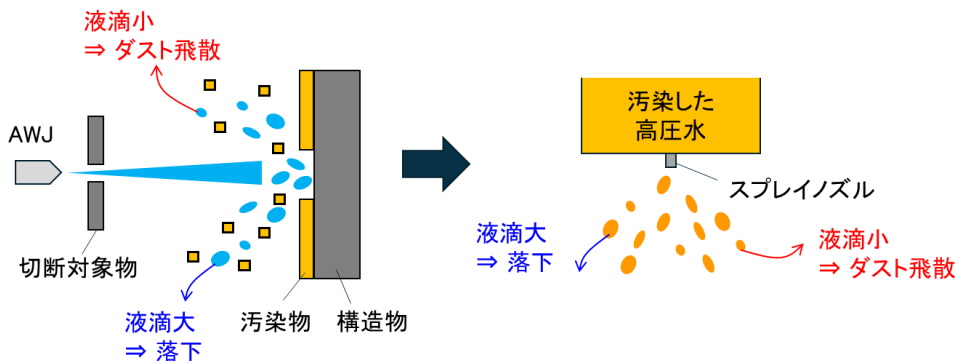 液滴小
⇒ ダスト飛散
AWJ
切断対象物
液滴大
⇒ 落下
汚染物
構造物
汚染した
高圧水
スプレイノズル
液滴大
⇒ 落下
液滴小
⇒ ダスト飛散